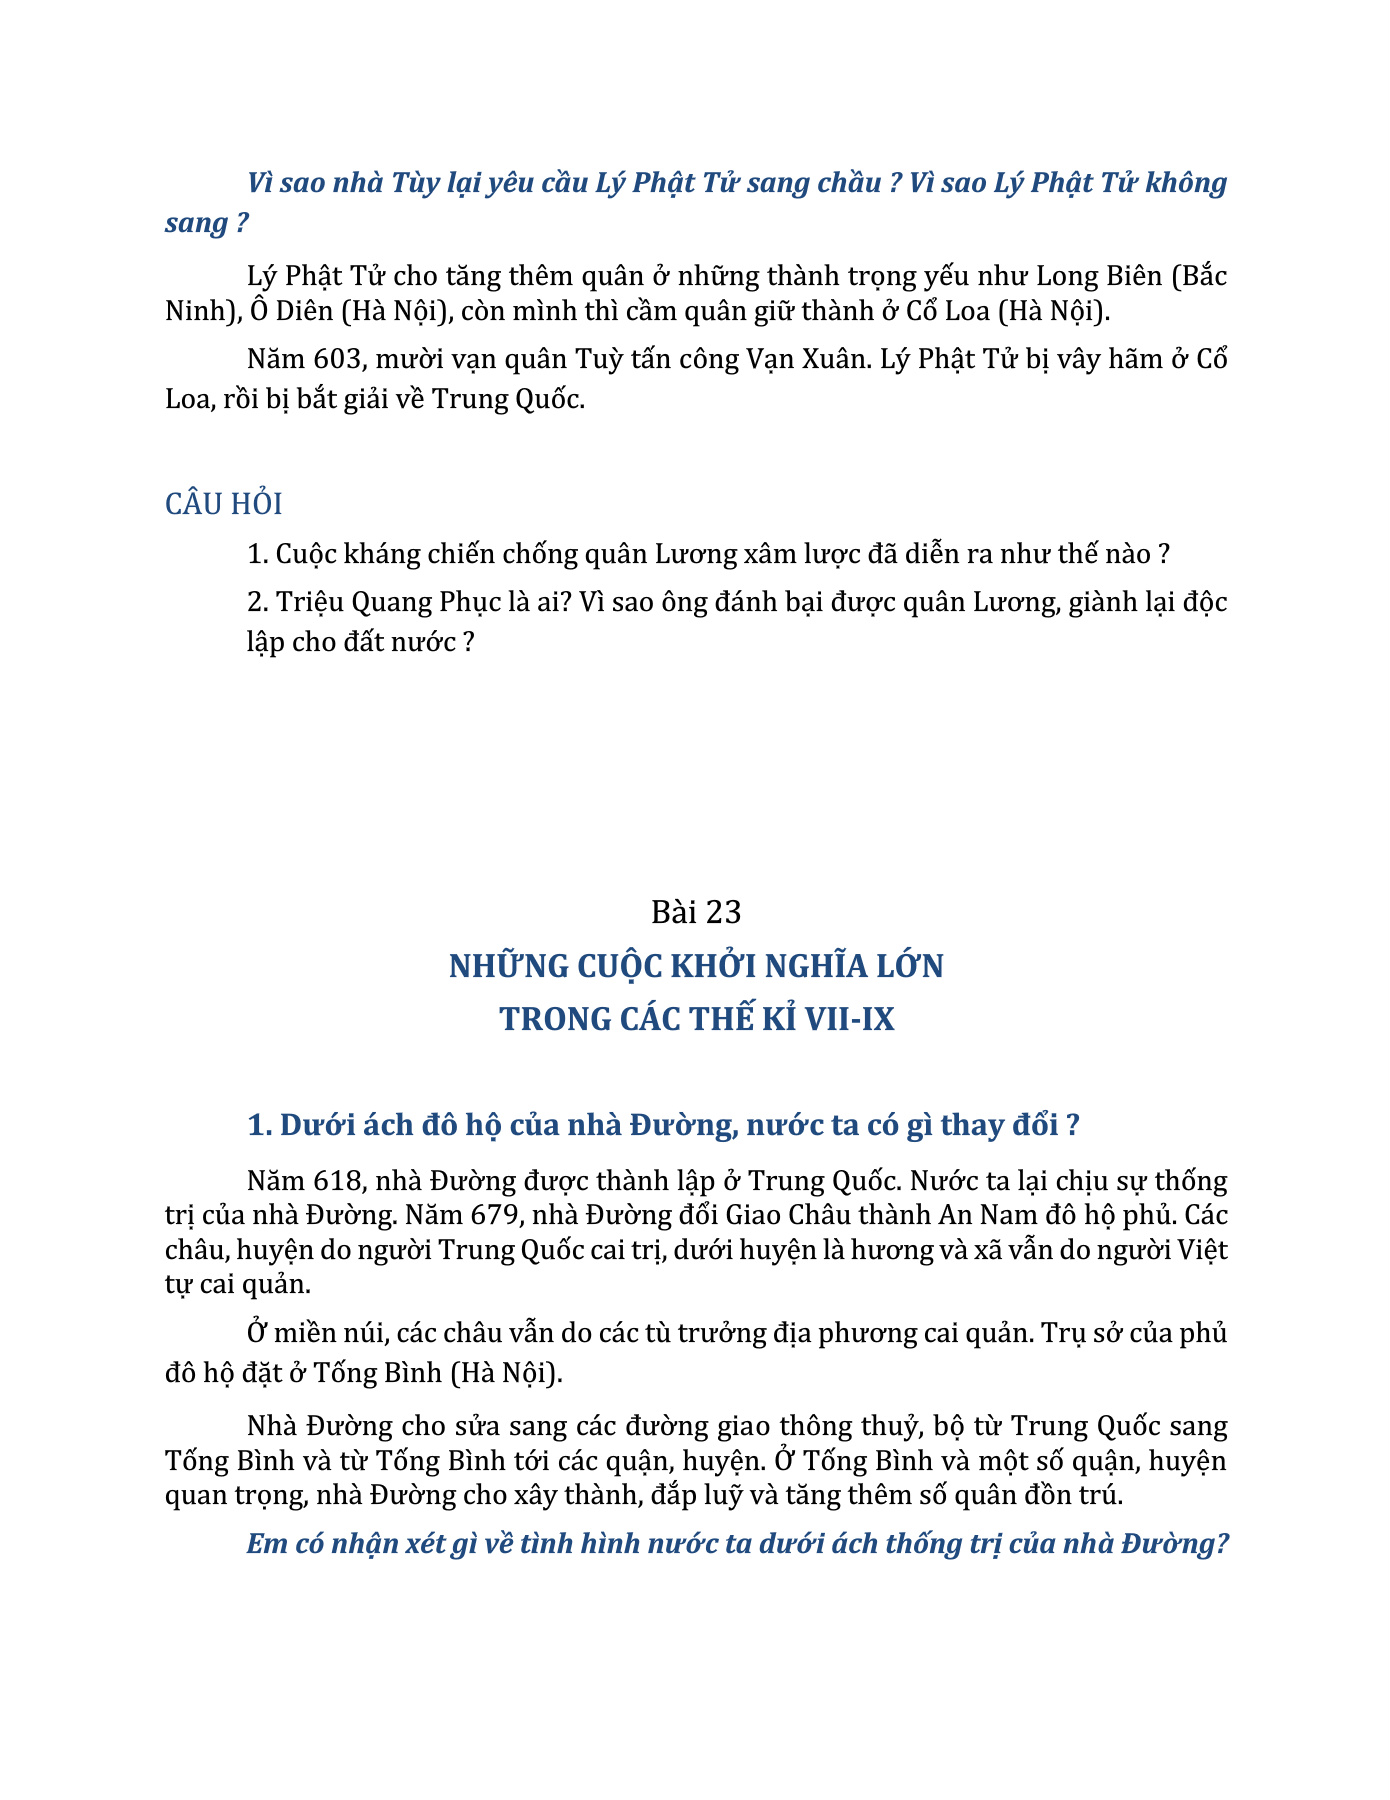 Vì sao nhà Tùy lại yêu cầu Lý Phật Tử sang chầu ? Vì sao Lý Phật Tử không
sang ?
Lý Phật Tử cho tăng thêm quân ở những thành trọng yếu như Long Biên (Bắc
Ninh), Ô Diên (Hà Nội), còn mình thì cầm quân giữ thành ở Cổ Loa (Hà Nội).
Năm 603, mười vạn quân Tuỳ tấn công Vạn Xuân. Lý Phật Tử bị vây hãm ở Cổ
Loa, rồi bị bắt giải về Trung Quốc.
CÂU HỎI
1. Cuộc kháng chiến chống quân Lương xâm lược đã diễn ra như thế nào ?
2. Triệu Quang Phục là ai? Vì sao ông đánh bại được quân Lương, giành lại độc
lập cho đất nước ?
Bài 23
NHỮNG CUỘC KHỞI NGHĨA LỚN
TRONG CÁC THẾ KỈ VII-IX
1. Dưới ách đô hộ của nhà Đường, nước ta có gì thay đổi ?
Năm 618, nhà Đường được thành lập ở Trung Quốc. Nước ta lại chịu sự thống
trị của nhà Đường. Năm 679, nhà Đường đổi Giao Châu thành An Nam đô hộ phủ. Các
châu, huyện do người Trung Quốc cai trị, dưới huyện là hương và xã vẫn do người Việt
tự cai quản.
Ở miền núi, các châu vẫn do các tù trưởng địa phương cai quản. Trụ sở của phủ
đô hộ đặt ở Tống Bình (Hà Nội).
Nhà Đường cho sửa sang các đường giao thông thuỷ, bộ từ Trung Quốc sang
Tống Bình và từ Tống Bình tới các quận, huyện. Ở Tống Bình và một số quận, huyện
quan trọng, nhà Đường cho xây thành, đắp luỹ và tăng thêm số quân đồn trú.
Em có nhận xét gì về tình hình nước ta dưới ách thống trị của nhà Đường?